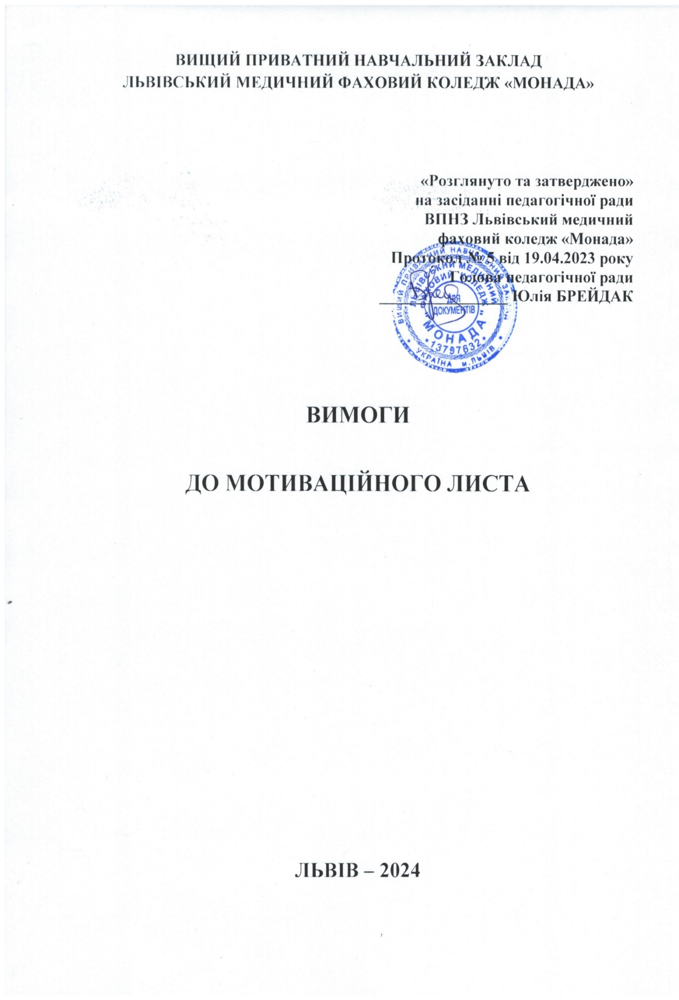 ВИЩИЙ ПРИВАТНИЙ НАВЧАЛЬНИЙ ЗАКЛАД
ЛЬВІВСЬКИЙ МЕДИЧНИЙ ФАХОВИЙ КОЛЕДЖ «МОНАДА»
«Розглянуто та затверджено»
на засіданні педагогічної ради
ВПНЗ Львівський медичний
фаховий коледж «Монада»
Протокол № 5 від 19.04.2023 року
Голова педагогічної ради
Юлія БРЕЙДАК
ВИЩИЙ ПРИВАТНИЙ НАВЧАЛЬНИЙ ЗАКЛАД
ЛЬВІВСЬКИЙ МЕДИЧНИЙ
ФАХОВИЙ КОЛЕДЖ
ДЛЯ
ДОКУМЕНТІВ
"МОНАДА"
* 13797632 *
* УКРАЇНА м.ЛЬВІВ *
ВИМОГИ
ДО МОТИВАЦІЙНОГО ЛИСТА
ЛЬВІВ – 2024